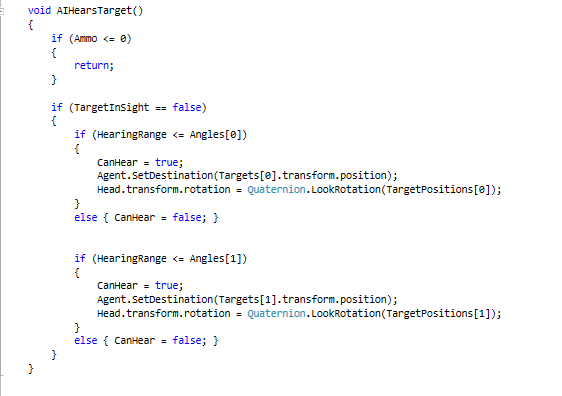 void AIHearsTarget()
{
if (Ammo <= 0)
{
return;
}
if (TargetInSight == false)
{
if (HearingRange <= Angles[0])
{
CanHear = true;
Agent.SetDestination(Targets[0].transform.position);
Head.transform.rotation = Quaternion.LookRotation(TargetPositions[0]);
}
else { CanHear = false; }
if (HearingRange <= Angles[1])
{
CanHear = true;
Agent.SetDestination(Targets[1].transform.position);
Head.transform.rotation = Quaternion.LookRotation(TargetPositions[1]);
}
else { CanHear = false; }
}
}